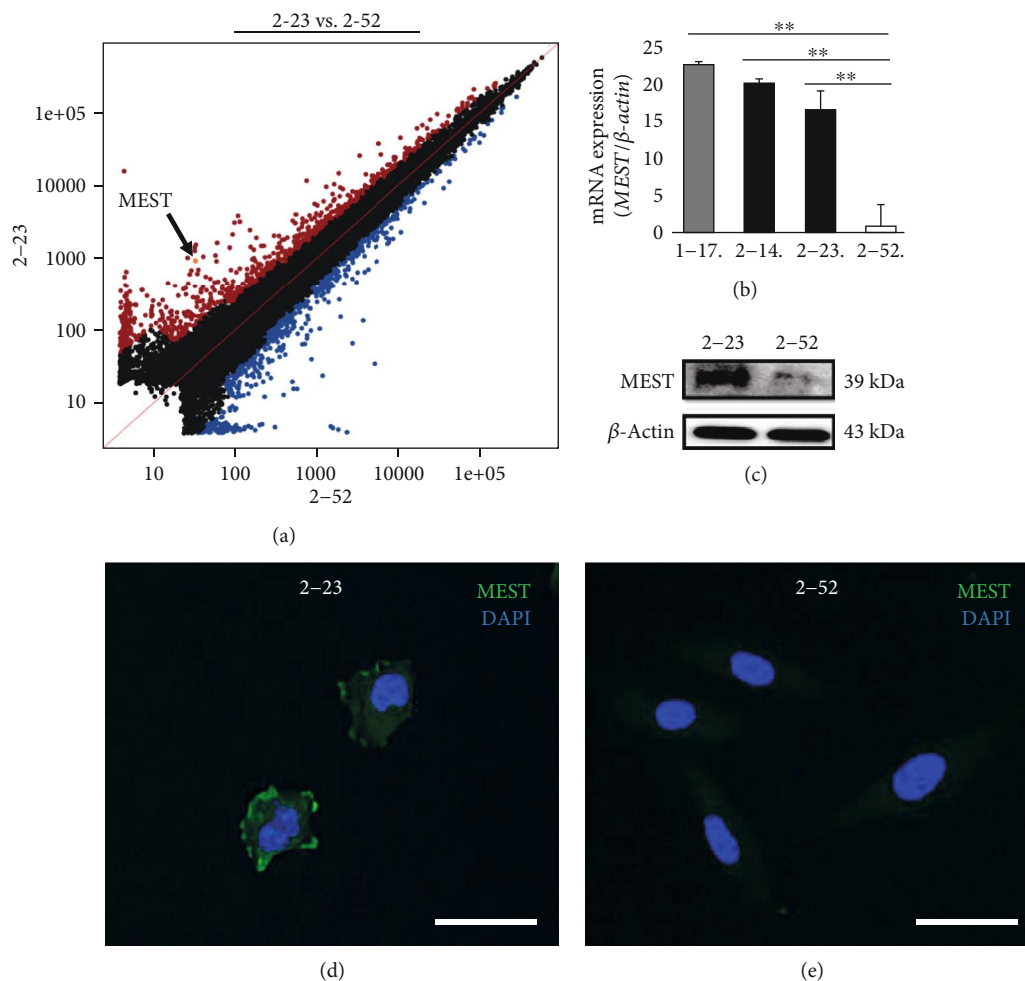 2-23 vs. 2-52
1e+05
10000
1000
100
10
2−23
MEST
10
100
1000
10000
1e+05
2−52
(a)
mRNA expression
(MEST/β-actin)
25
20
15
10
5
0
**
**
**
1−17.
2−14.
2−23.
2−52.
(b)
2−23
2−52
MEST
39 kDa
β-Actin
43 kDa
(c)
2−23
MEST
DAPI
(d)
2−52
MEST
DAPI
(e)